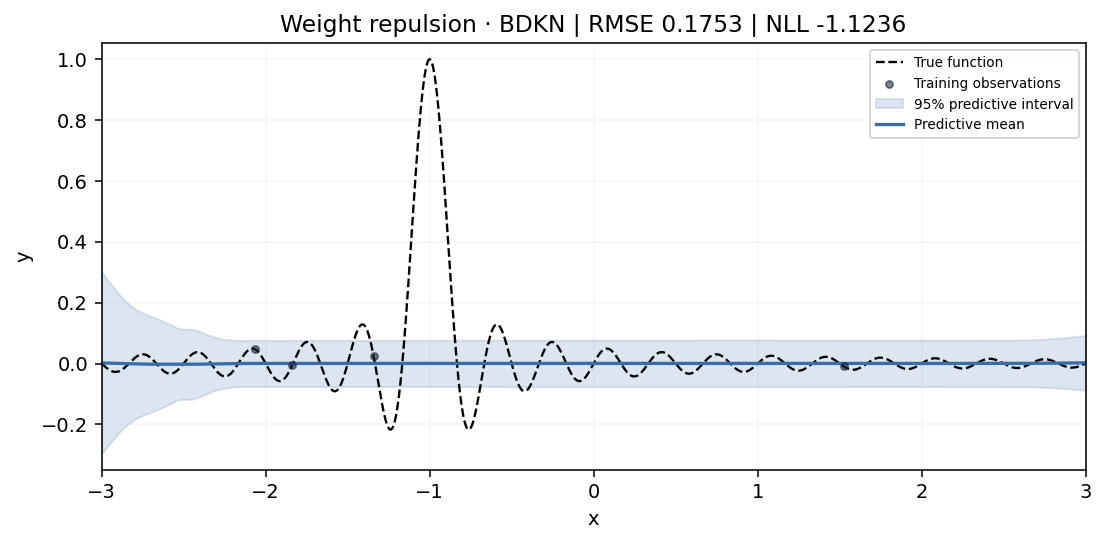 Weight repulsion · BDKN | RMSE 0.1753 | NLL -1.1236
True function
Training observations
95% predictive interval
Predictive mean
y
1.0
0.8
0.6
0.4
0.2
0.0
−0.2
−3
−2
−1
0
1
2
3
x